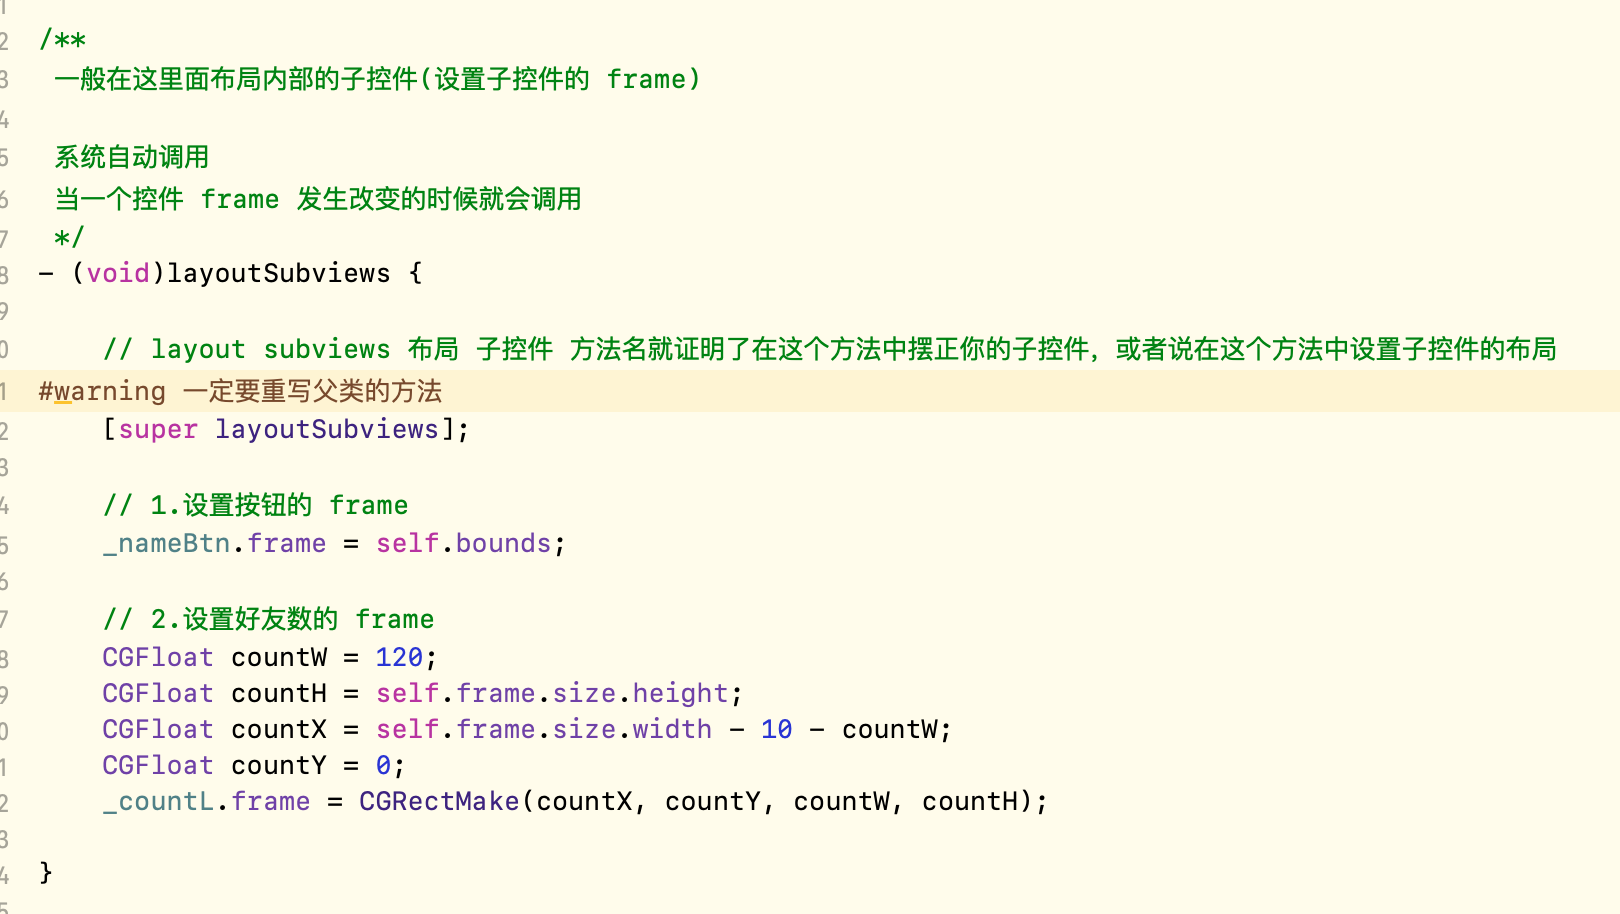 /**
一般在这里面布局内部的子控件(设置子控件的 frame)
系统自动调用
当一个控件 frame 发生改变的时候就会调用
*/
- (void)layoutSubviews {
// layout subviews 布局 子控件 方法名就证明了在这个方法中摆正你的子控件，或者说在这个方法中设置子控件的布局
#warning 一定要重写父类的方法
[super layoutSubviews];
// 1.设置按钮的 frame
_nameBtn.frame = self.bounds;
// 2.设置好友数的 frame
CGFloat countW = 120;
CGFloat countH = self.frame.size.height;
CGFloat countX = self.frame.size.width - 10 - countW;
CGFloat countY = 0;
_countL.frame = CGRectMake(countX, countY, countW, countH);
}